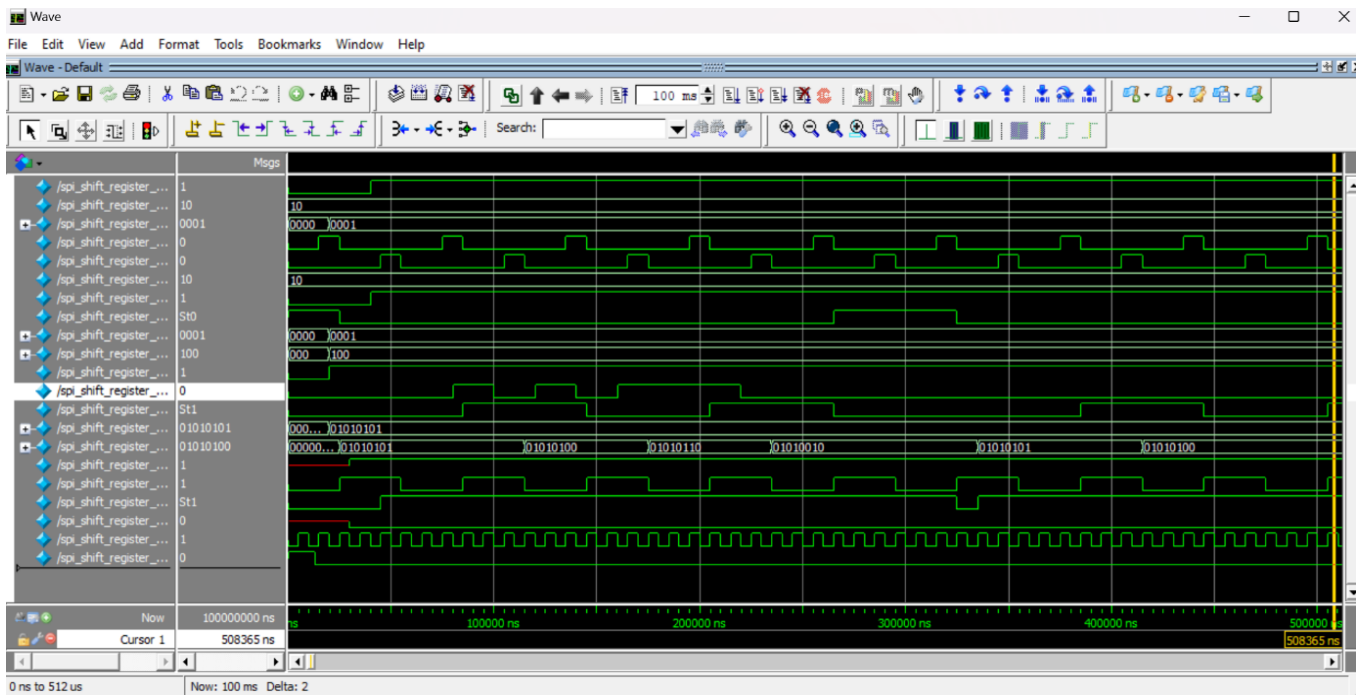 Wave
File Edit View Add Format Tools Bookmarks Window Help
Wave - Default
100 ms
Search:
Msgs
/spi_shift_register_... 1
/spi_shift_register_... 10 10
/spi_shift_register_... 0001 0000 0001
/spi_shift_register_... 0
/spi_shift_register_... 0
/spi_shift_register_... 10 10
/spi_shift_register_... 1
/spi_shift_register_... St0
/spi_shift_register_... 0001 0000 0001
/spi_shift_register_... 100 000 100
/spi_shift_register_... 1
/spi_shift_register_... 0
/spi_shift_register_... St1
/spi_shift_register_... 01010101 000... 01010101
/spi_shift_register_... 01010100 00000... 01010101 01010100 01010110 01010010 01010101 01010100
/spi_shift_register_... 1
/spi_shift_register_... 1
/spi_shift_register_... St1
/spi_shift_register_... 0
/spi_shift_register_... 1
/spi_shift_register_... 0
Now 100000000 ns ns 100000 ns 200000 ns 300000 ns 400000 ns 500000
Cursor 1 508365 ns 508365 ns
0 ns to 512 us Now: 100 ms Delta: 2